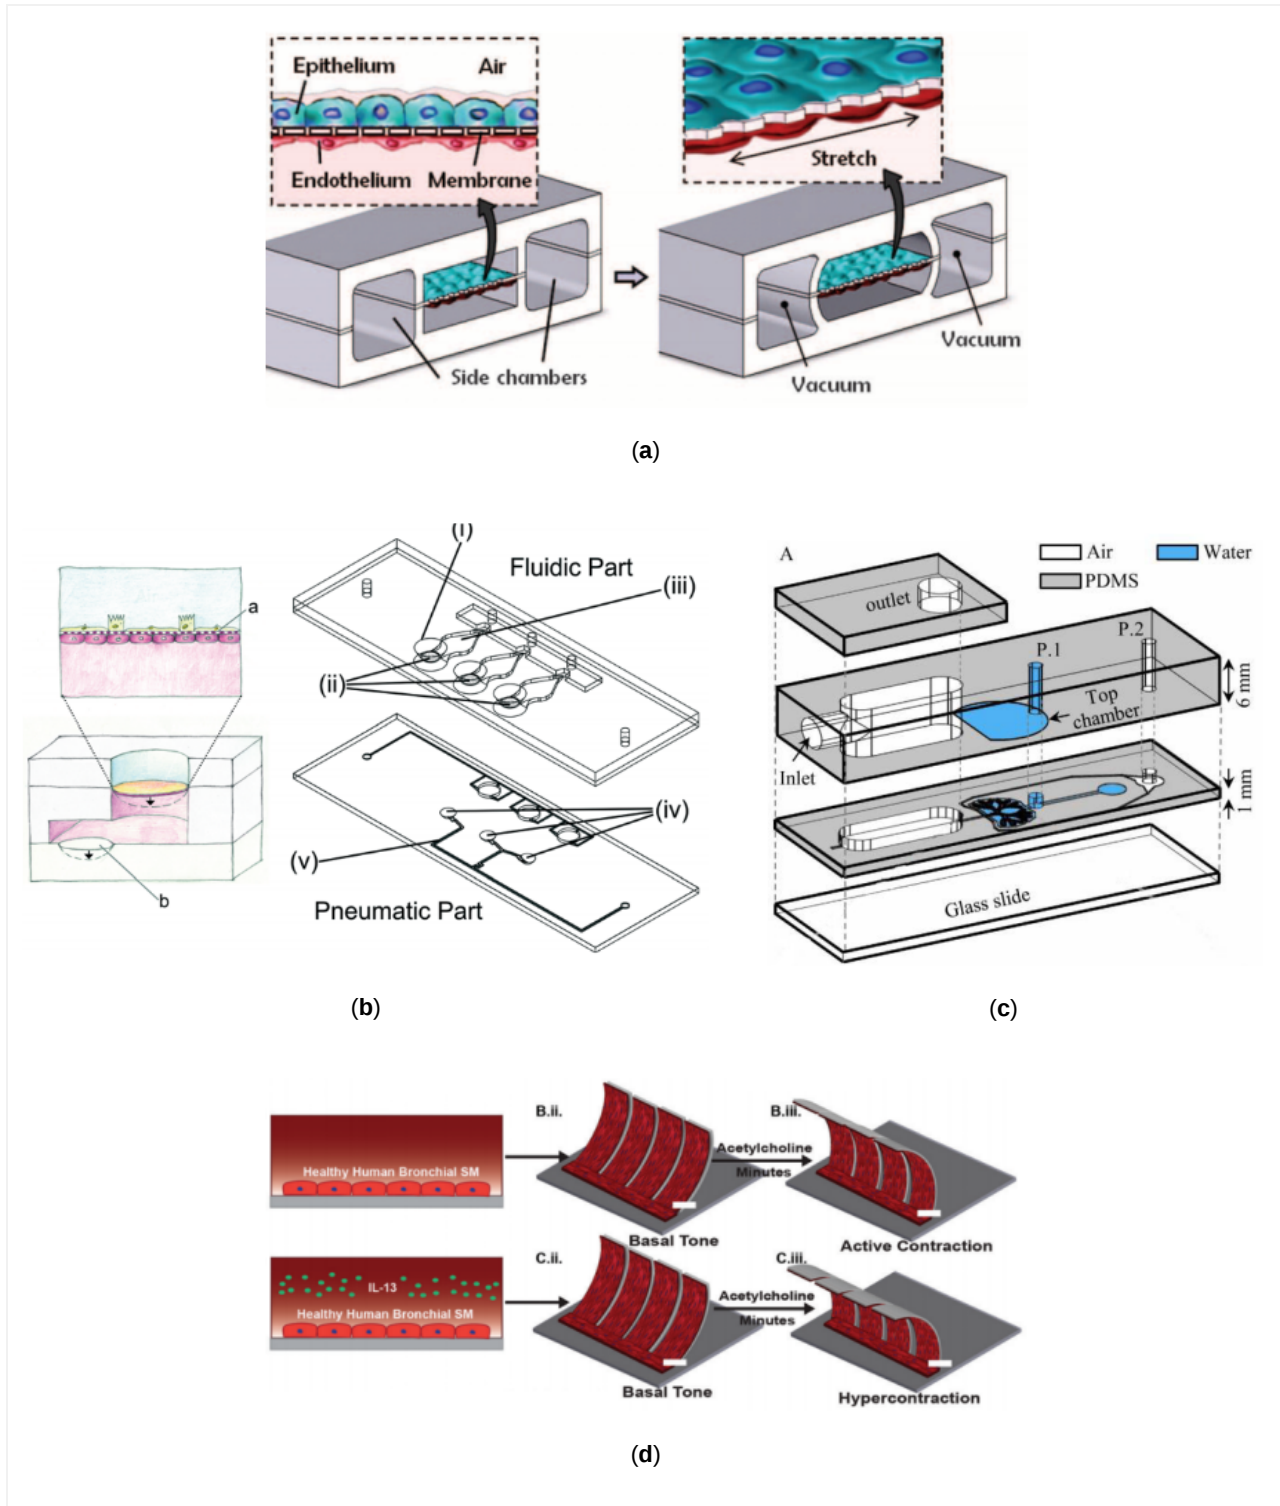 Epithelium
Air
Endothelium
Membrane
Stretch
Side chambers
Vacuum
Vacuum
(a)
a
b
(i)
Fluidic Part
(iii)
(ii)
(iv)
(v)
Pneumatic Part
(b)
A
Air
Water
PDMS
outlet
P.1
P.2
6 mm
Top
chamber
Inlet
1 mm
Glass slide
(c)
Healthy Human Bronchial SM
B.ii.
Basal Tone
Acetylcholine
Minutes
B.iii.
Active Contraction
IL-13
Healthy Human Bronchial SM
C.ii.
Basal Tone
Acetylcholine
Minutes
C.iii.
Hypercontraction
(d)